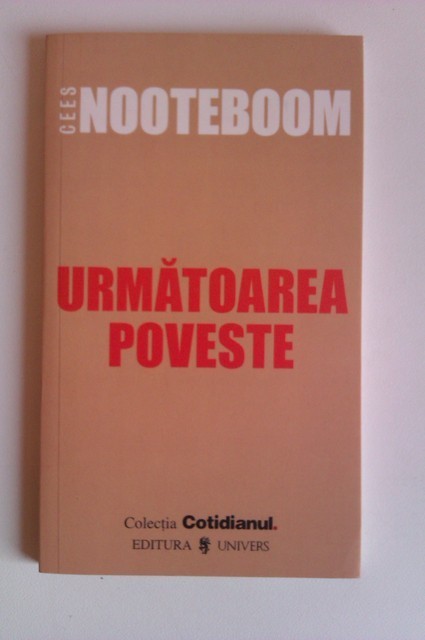 CEES
NOOTEBOOM
URMĂTOAREA
POVESTE
Colecția Cotidianul.
EDITURA UNIVERS